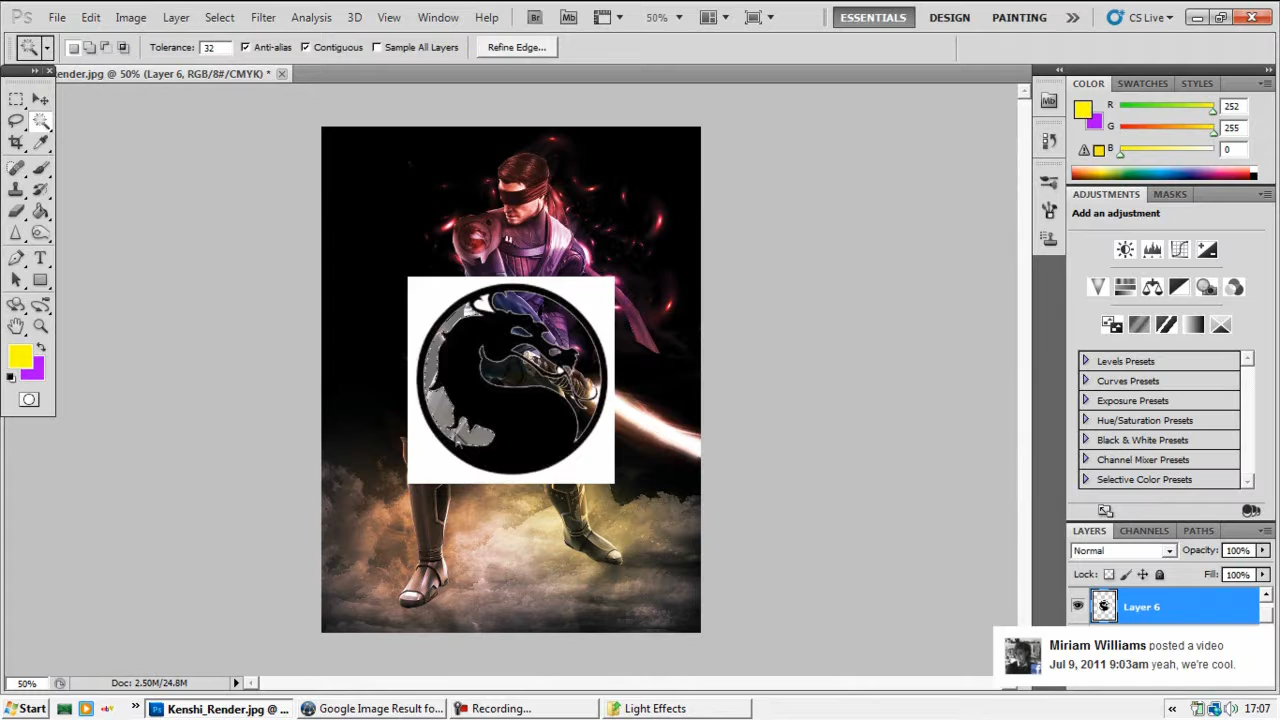 Ps File Edit Image Layer Select Filter Analysis 3D View Window Help Br Mb 50% ESSENTIALS DESIGN PAINTING CS Live
Tolerance: 32 Anti-alias Contiguous Sample All Layers Refine Edge...
ender.jpg @ 50% (Layer 6, RGB/8#/CMYK) *
COLOR SWATCHES STYLES
Mb
R 252
G 255
B 0
ADJUSTMENTS MASKS
Add an adjustment
Levels Presets
Curves Presets
Exposure Presets
Hue/Saturation Presets
Black & White Presets
Channel Mixer Presets
Selective Color Presets
LAYERS CHANNELS PATHS
Normal Opacity: 100%
Lock: Fill: 100%
Layer 6
Miriam Williams posted a video
Jul 9, 2011 9:03am yeah, we're cool.
50% Doc: 2.50M/24.8M
Start Kenshi_Render.jpg @ ... Google Image Result fo... Recording... Light Effects 17:07